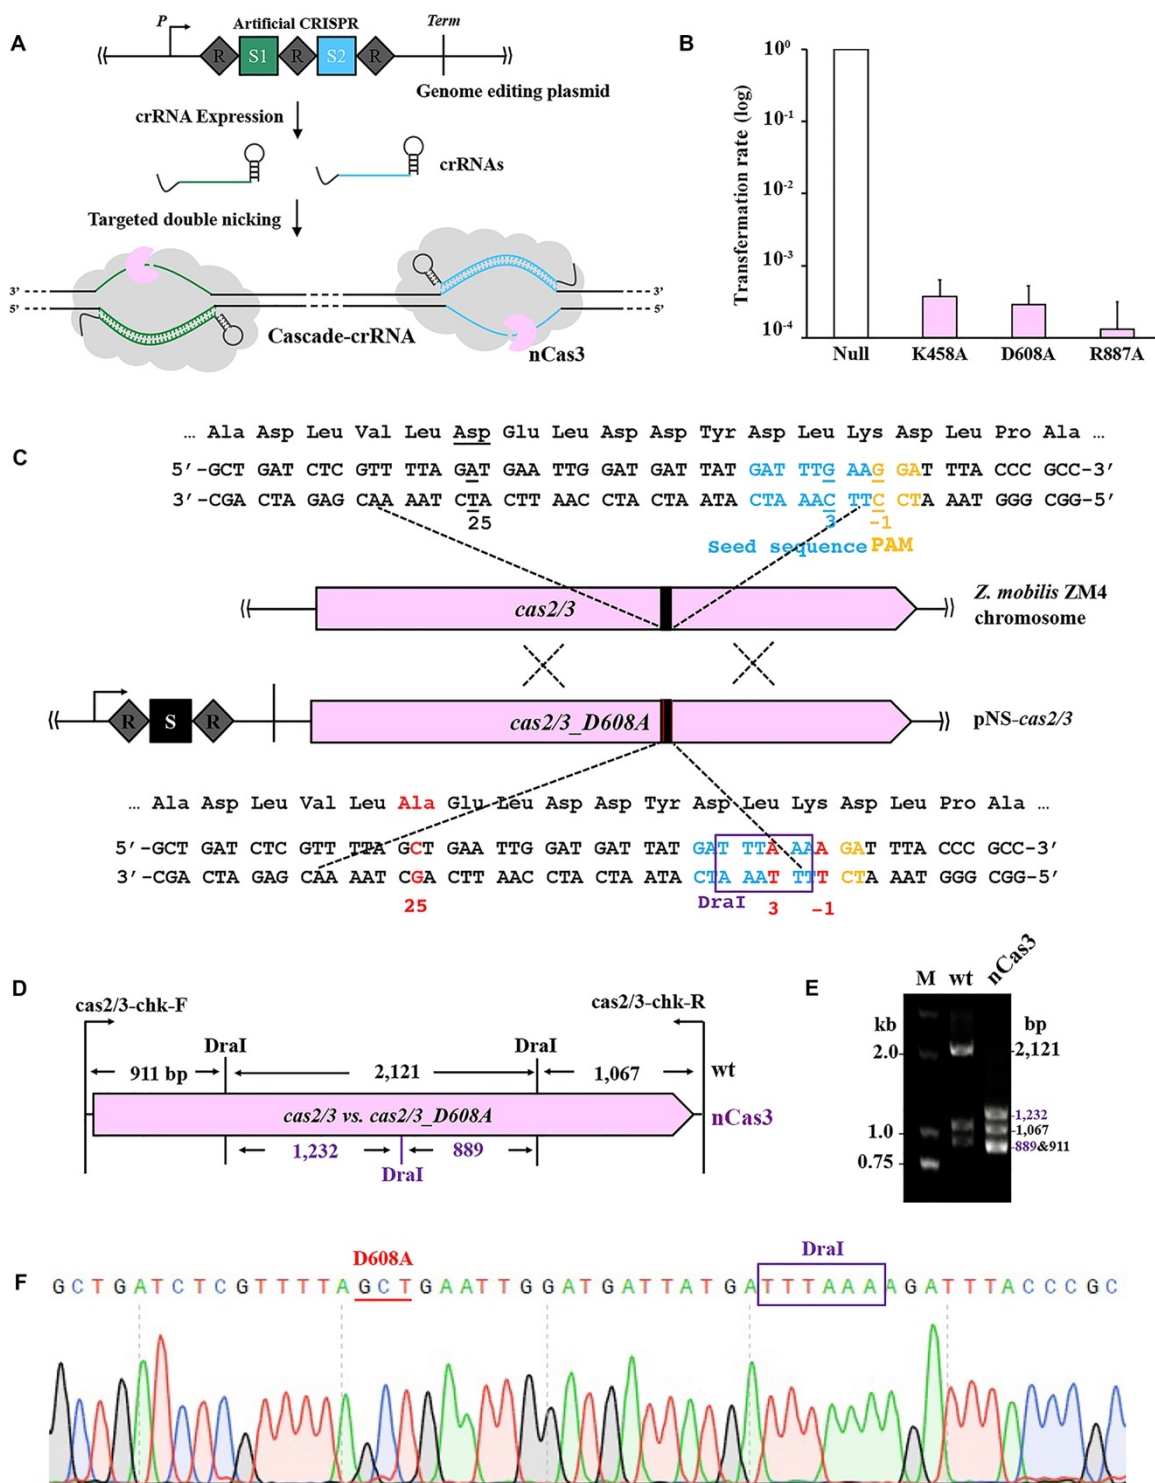 A
P
Artificial CRISPR
Term
R S1 R S2 R
Genome editing plasmid
crRNA Expression
crRNAs
Targeted double nicking
3’
5’
3’
5’
Cascade-crRNA
nCas3
B
Transfermation rate (log)
10⁰
10⁻¹
10⁻²
10⁻³
10⁻⁴
Null K458A D608A R887A
C
... Ala Asp Leu Val Leu Asp Glu Leu Asp Asp Tyr Asp Leu Lys Asp Leu Pro Ala ...
5’-GCT GAT CTC GTT TTA GAT GAA TTG GAT GAT TAT GAT TTG AAG GAT TTA CCC GCC-3’
3’-CGA CTA GAG CAA AAT CTA CTT AAC CTA CTA ATA CTA AAC TTC CTA AAT GGG CGG-5’
25 3 -1
Seed sequence PAM
cas2/3
Z. mobilis ZM4
chromosome
R S R
cas2/3_D608A
pNS-cas2/3
... Ala Asp Leu Val Leu Ala Glu Leu Asp Asp Tyr Asp Leu Lys Asp Leu Pro Ala ...
5’-GCT GAT CTC GTT TTA GCT GAA TTG GAT GAT TAT GAT TTA AAA GAT TTA CCC GCC-3’
3’-CGA CTA GAG CAA AAT CGA CTT AAC CTA CTA ATA CTA AAT TTT CTA AAT GGG CGG-5’
25 DraI 3 -1
D
cas2/3-chk-F
cas2/3-chk-R
DraI DraI
911 bp 2,121 1,067 wt
cas2/3 vs. cas2/3_D608A nCas3
1,232 889
DraI
E
M wt nCas3
kb bp
2.0
1.0
0.75
2,121
1,232
1,067
889&911
F
D608A
DraI
GCTGATCTCGTTTTAGCTGAATTGGATGATTATGATTTAAAAGATTTACCCGC